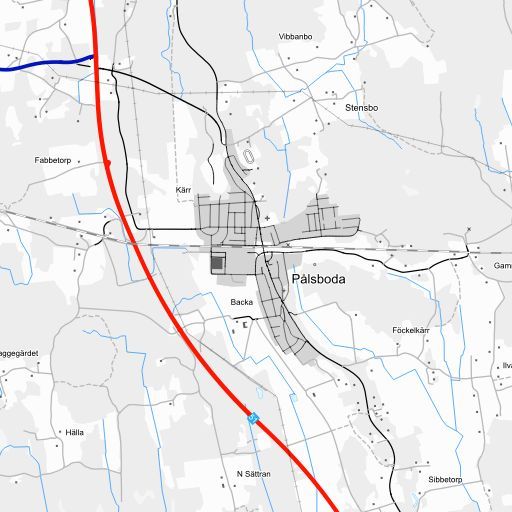 Vibbanbo
Stensbo
Fabbetorp
Kärr
Gam
Pålsboda
Backa
Föckelkärr
aggegärdet
Ilva
Hälla
N Sättran
Sibbetorp